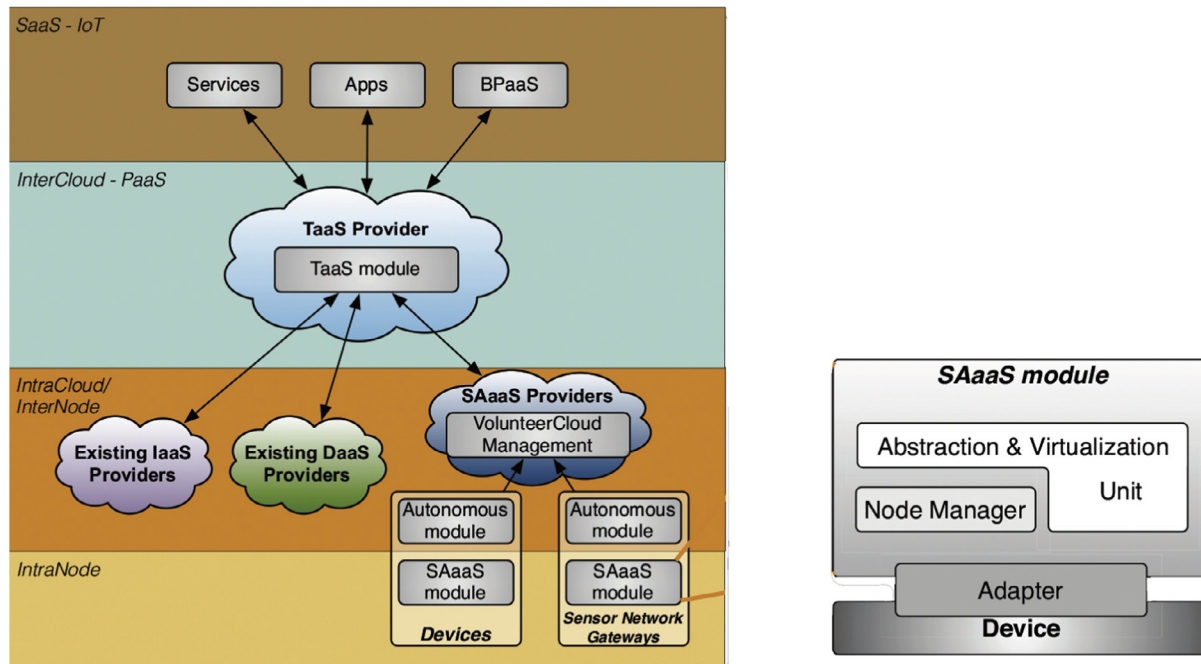 SaaS - IoT
Services
Apps
BPaaS
InterCloud - PaaS
TaaS Provider
TaaS module
IntraCloud/
InterNode
SAaaS Providers
VolunteerCloud
Management
Existing IaaS
Providers
Existing DaaS
Providers
Autonomous
module
Autonomous
module
IntraNode
SAaaS
module
SAaaS
module
Devices
Sensor Network
Gateways
SAaaS module
Abstraction & Virtualization
Unit
Node Manager
Adapter
Device